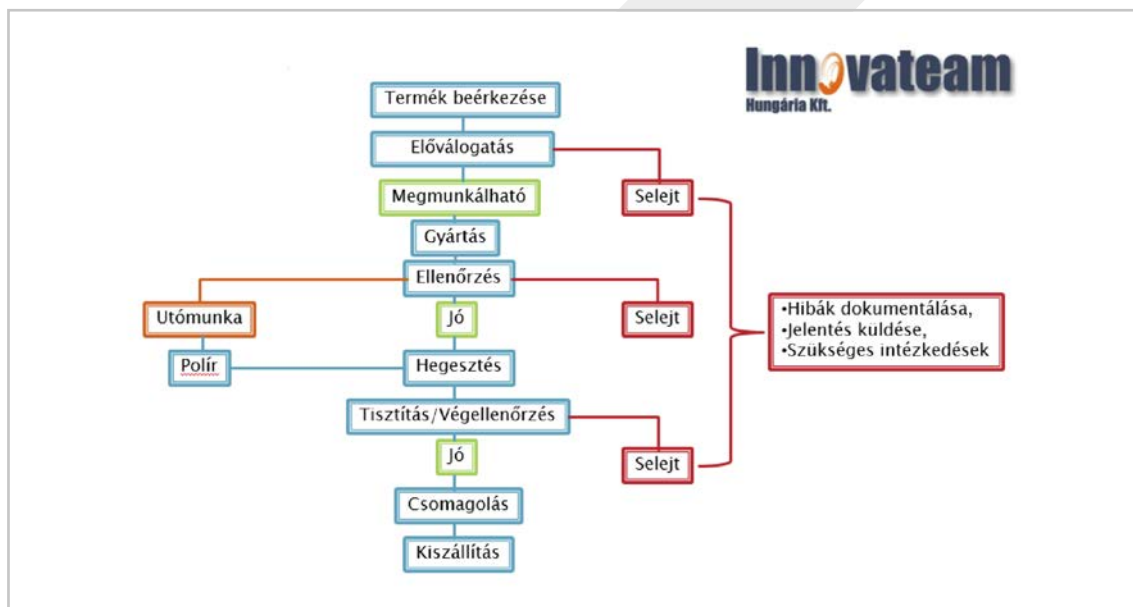 Innovateam
Hungária Kft.
Termék beérkezése
Előválogatás
Megmunkálható
Selejt
Gyártás
Ellenőrzés
Utómunka
Jó
Selejt
•Hibák dokumentálása,
•Jelentés küldése,
•Szükséges intézkedések
Polír
Hegesztés
Tisztítás/Végellenőrzés
Jó
Selejt
Csomagolás
Kiszállítás